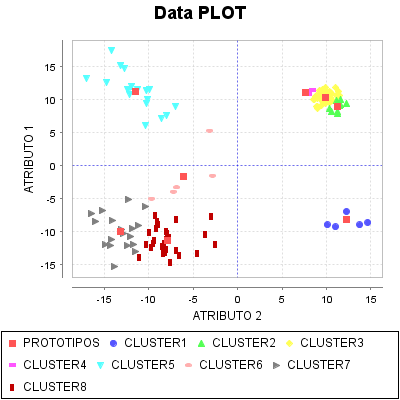 Data PLOT
ATRIBUTO 1
15
10
5
0
-5
-10
-15
-15 -10 -5 0 5 10 15
ATRIBUTO 2
PROTOTIPOS CLUSTER1 CLUSTER2 CLUSTER3
CLUSTER4 CLUSTER5 CLUSTER6 CLUSTER7
CLUSTER8